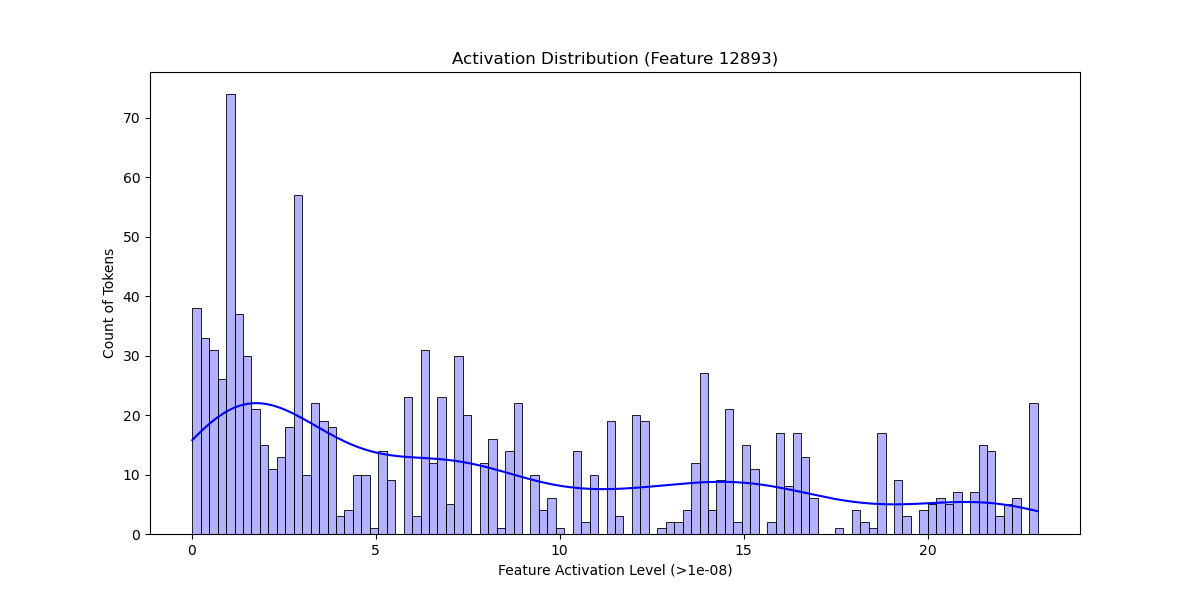 Activation Distribution (Feature 12893)
Count of Tokens
70
60
50
40
30
20
10
0
0 5 10 15 20
Feature Activation Level (>1e-08)